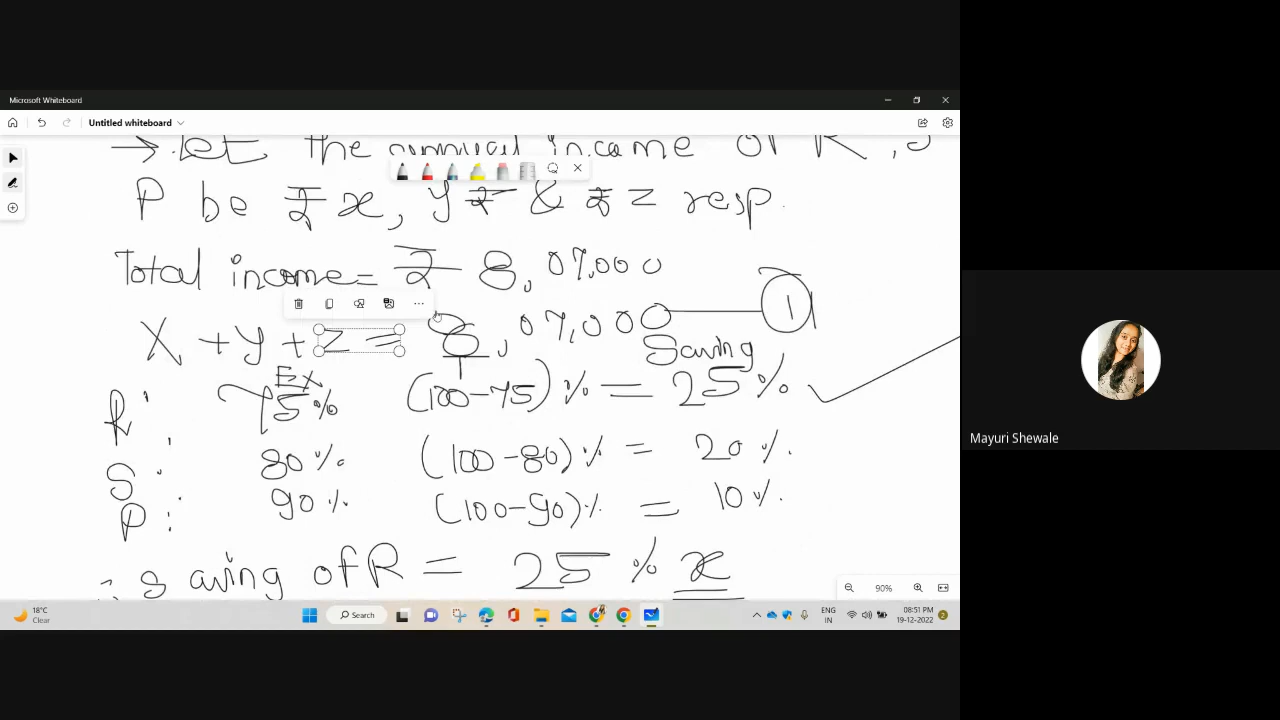 Microsoft Whiteboard
Untitled whiteboard
→ Let the annual income of R, S
P be ₹ x, y ₹ & ₹ z resp.
Total income = ₹ 8,07,000
X + y + z = 8,07,000 1
Ex Saving
R : 75% (100-75)% = 25%
S : 80% (100-80)% = 20%
P : 90% (100-90)% = 10%
∴ Saving of R = 25% x
90%
Mayuri Shewale
18°C
Clear
Search
ENG
IN
08:51 PM
19-12-2022
2